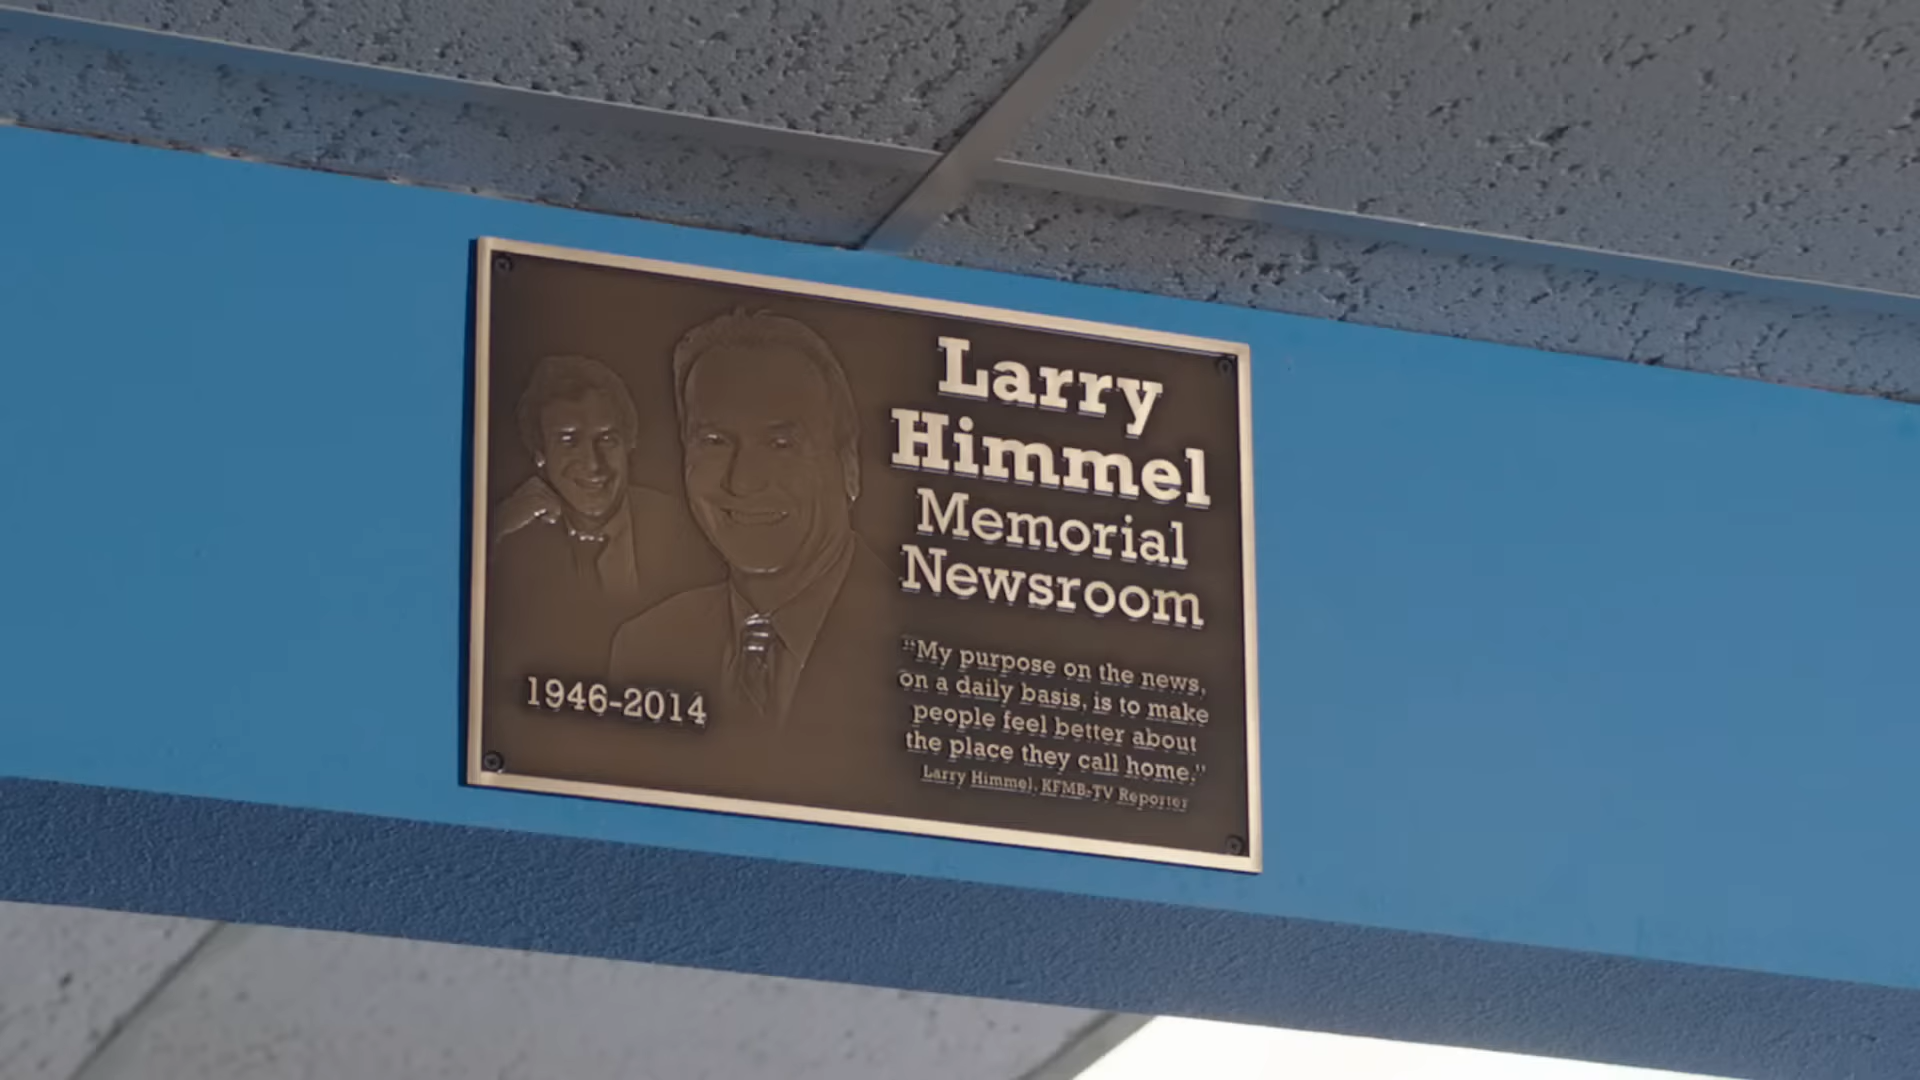 Larry
Himmel
Memorial
Newsroom
"My purpose on the news,
on a daily basis, is to make
people feel better about
the place they call home."
Larry Himmel, KFMB-TV Reporter
1946-2014